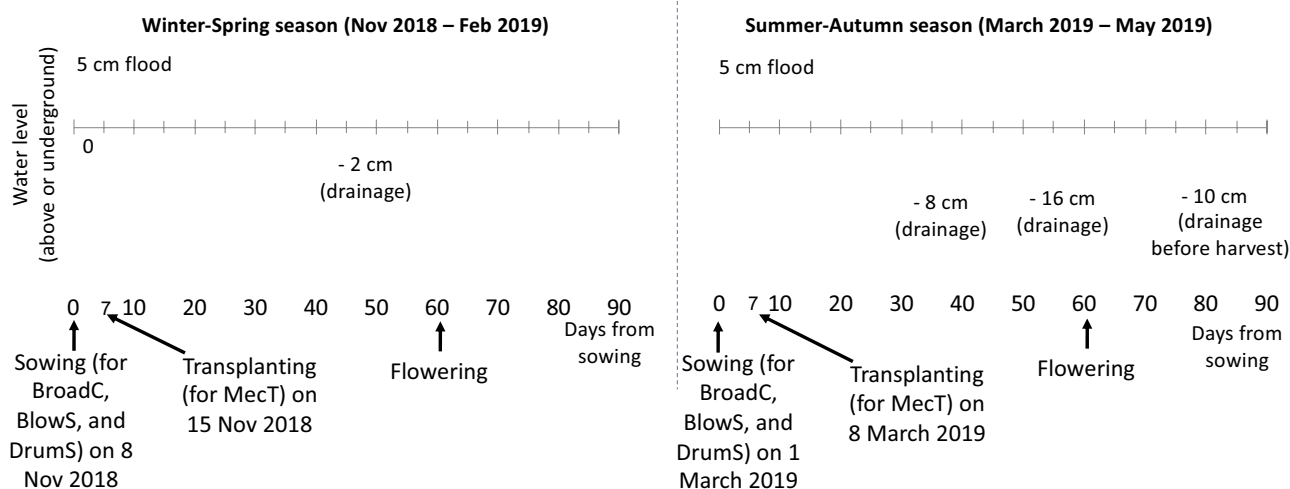 Winter-Spring season (Nov 2018 – Feb 2019)
Water level
(above or underground)
5 cm flood
0
- 2 cm
(drainage)
0 7 10 20 30 40 50 60 70 80 90
Days from
sowing
Sowing (for
BroadC,
BlowS, and
DrumS) on 8
Nov 2018
Transplanting
(for MecT) on
15 Nov 2018
Flowering
Summer-Autumn season (March 2019 – May 2019)
5 cm flood
- 8 cm
(drainage)
- 16 cm
(drainage)
- 10 cm
(drainage
before harvest)
0 7 10 20 30 40 50 60 70 80 90
Days from
sowing
Sowing (for
BroadC,
BlowS, and
DrumS) on 1
March 2019
Transplanting
(for MecT) on
8 March 2019
Flowering